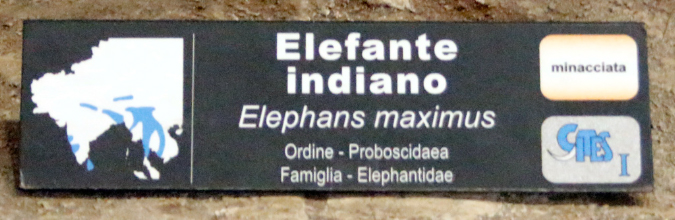 Elefante
indiano
Elephans maximus
Ordine - Proboscidaea
Famiglia - Elephantidae
minacciata
CITES I